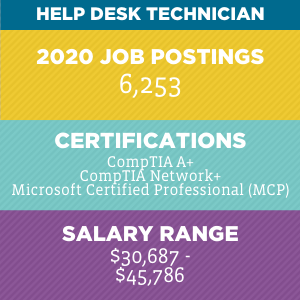 HELP DESK TECHNICIAN
2020 JOB POSTINGS
6,253
CERTIFICATIONS
CompTIA A+
CompTIA Network+
Microsoft Certified Professional (MCP)
SALARY RANGE
$30,687 -
$45,786